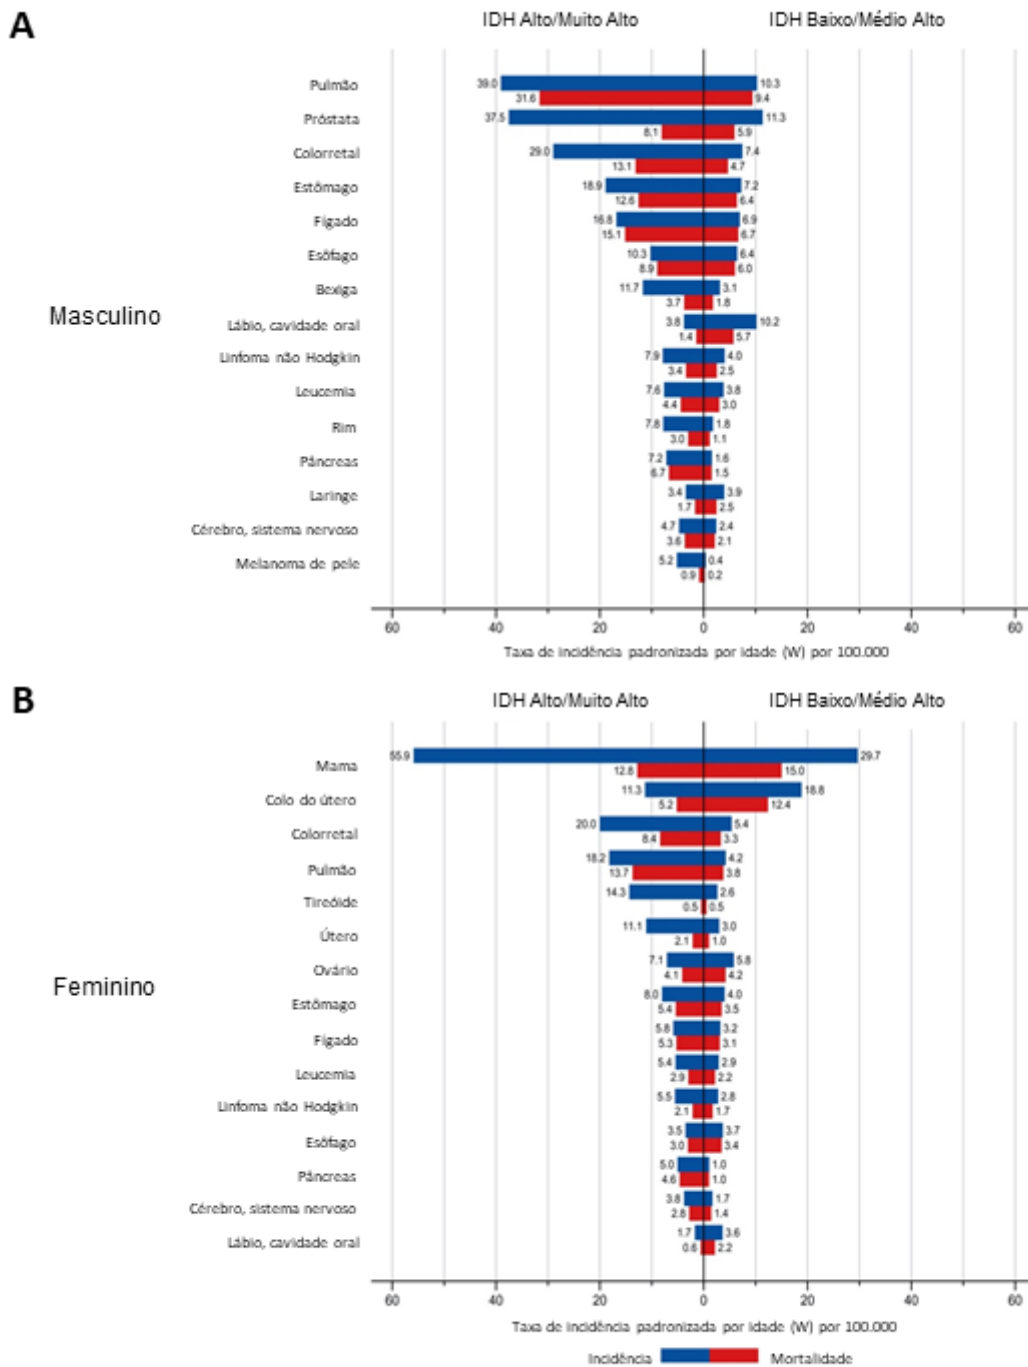 A
IDH Alto/Muito Alto IDH Baixo/Médio Alto
Pulmão 39.0 10.3
31.6 9.4
Próstata 37.5 11.3
8.1 5.9
Colorretal 29.0 7.4
13.1 4.7
Estômago 18.9 7.2
12.6 6.4
Fígado 16.8 6.9
15.1 6.7
Esôfago 10.3 6.4
8.9 6.0
Bexiga 11.7 3.1
3.7 1.8
Masculino
Lábio, cavidade oral 3.8 10.2
1.4 5.7
Linfoma não Hodgkin 7.9 4.0
3.4 2.5
Leucemia 7.6 3.8
4.4 3.0
Rim 7.8 1.8
3.0 1.1
Pâncreas 7.2 1.6
6.7 1.5
Laringe 3.4 3.9
1.7 2.5
Cérebro, sistema nervoso 4.7 2.4
3.6 2.1
Melanoma de pele 5.2 0.4
0.9 0.2
60 40 20 0 20 40 60
Taxa de incidência padronizada por idade (W) por 100.000
B
IDH Alto/Muito Alto IDH Baixo/Médio Alto
Mama 55.9 29.7
12.8 15.0
Colo do útero 11.3 18.8
5.2 12.4
Colorretal 20.0 5.4
8.4 3.3
Pulmão 18.2 4.2
13.7 3.8
Tireóide 14.3 2.6
0.5 0.5
Útero 11.1 3.0
2.1 1.0
Ovário 7.1 5.8
4.1 4.2
Feminino
Estômago 8.0 4.0
5.4 3.5
Fígado 5.8 3.2
5.3 3.1
Leucemia 5.4 2.9
2.9 2.2
Linfoma não Hodgkin 5.5 2.8
2.1 1.7
Esôfago 3.5 3.7
3.0 3.4
Pâncreas 5.0 1.0
4.6 1.0
Cérebro, sistema nervoso 3.8 1.7
2.8 1.4
Lábio, cavidade oral 1.7 3.6
0.6 2.2
60 40 20 0 20 40 60
Taxa de incidência padronizada por idade (W) por 100.000
Incidência Mortalidade